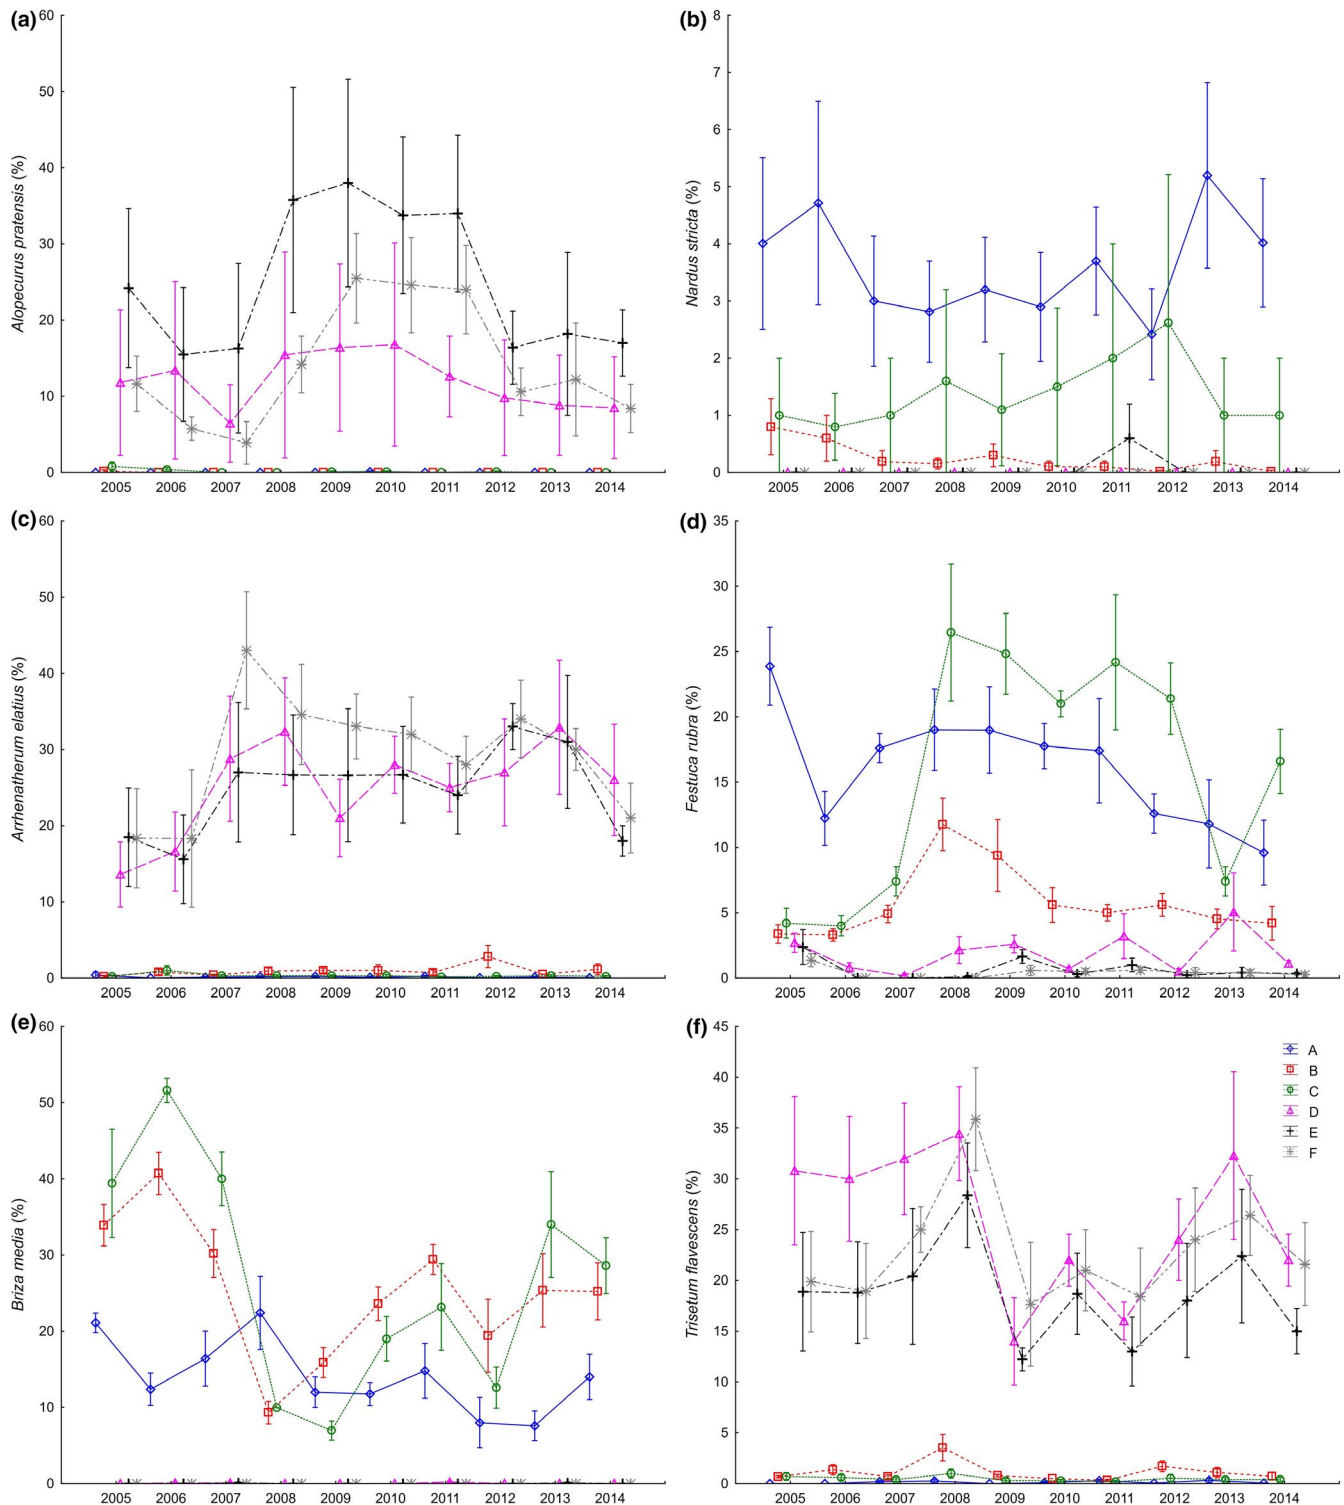 (a)
60
50
40
30
20
10
0
Alopecurus pratensis (%)
2005 2006 2007 2008 2009 2010 2011 2012 2013 2014
(b)
8
7
6
5
4
3
2
1
0
Nardus stricta (%)
2005 2006 2007 2008 2009 2010 2011 2012 2013 2014
(c)
60
50
40
30
20
10
0
Arrhenatherum elatius (%)
2005 2006 2007 2008 2009 2010 2011 2012 2013 2014
(d)
35
30
25
20
15
10
5
0
Festuca rubra (%)
2005 2006 2007 2008 2009 2010 2011 2012 2013 2014
(e)
60
50
40
30
20
10
0
Briza media (%)
2005 2006 2007 2008 2009 2010 2011 2012 2013 2014
(f)
45
40
35
30
25
20
15
10
5
0
Trisetum flavescens (%)
A
B
C
D
E
F
2005 2006 2007 2008 2009 2010 2011 2012 2013 2014